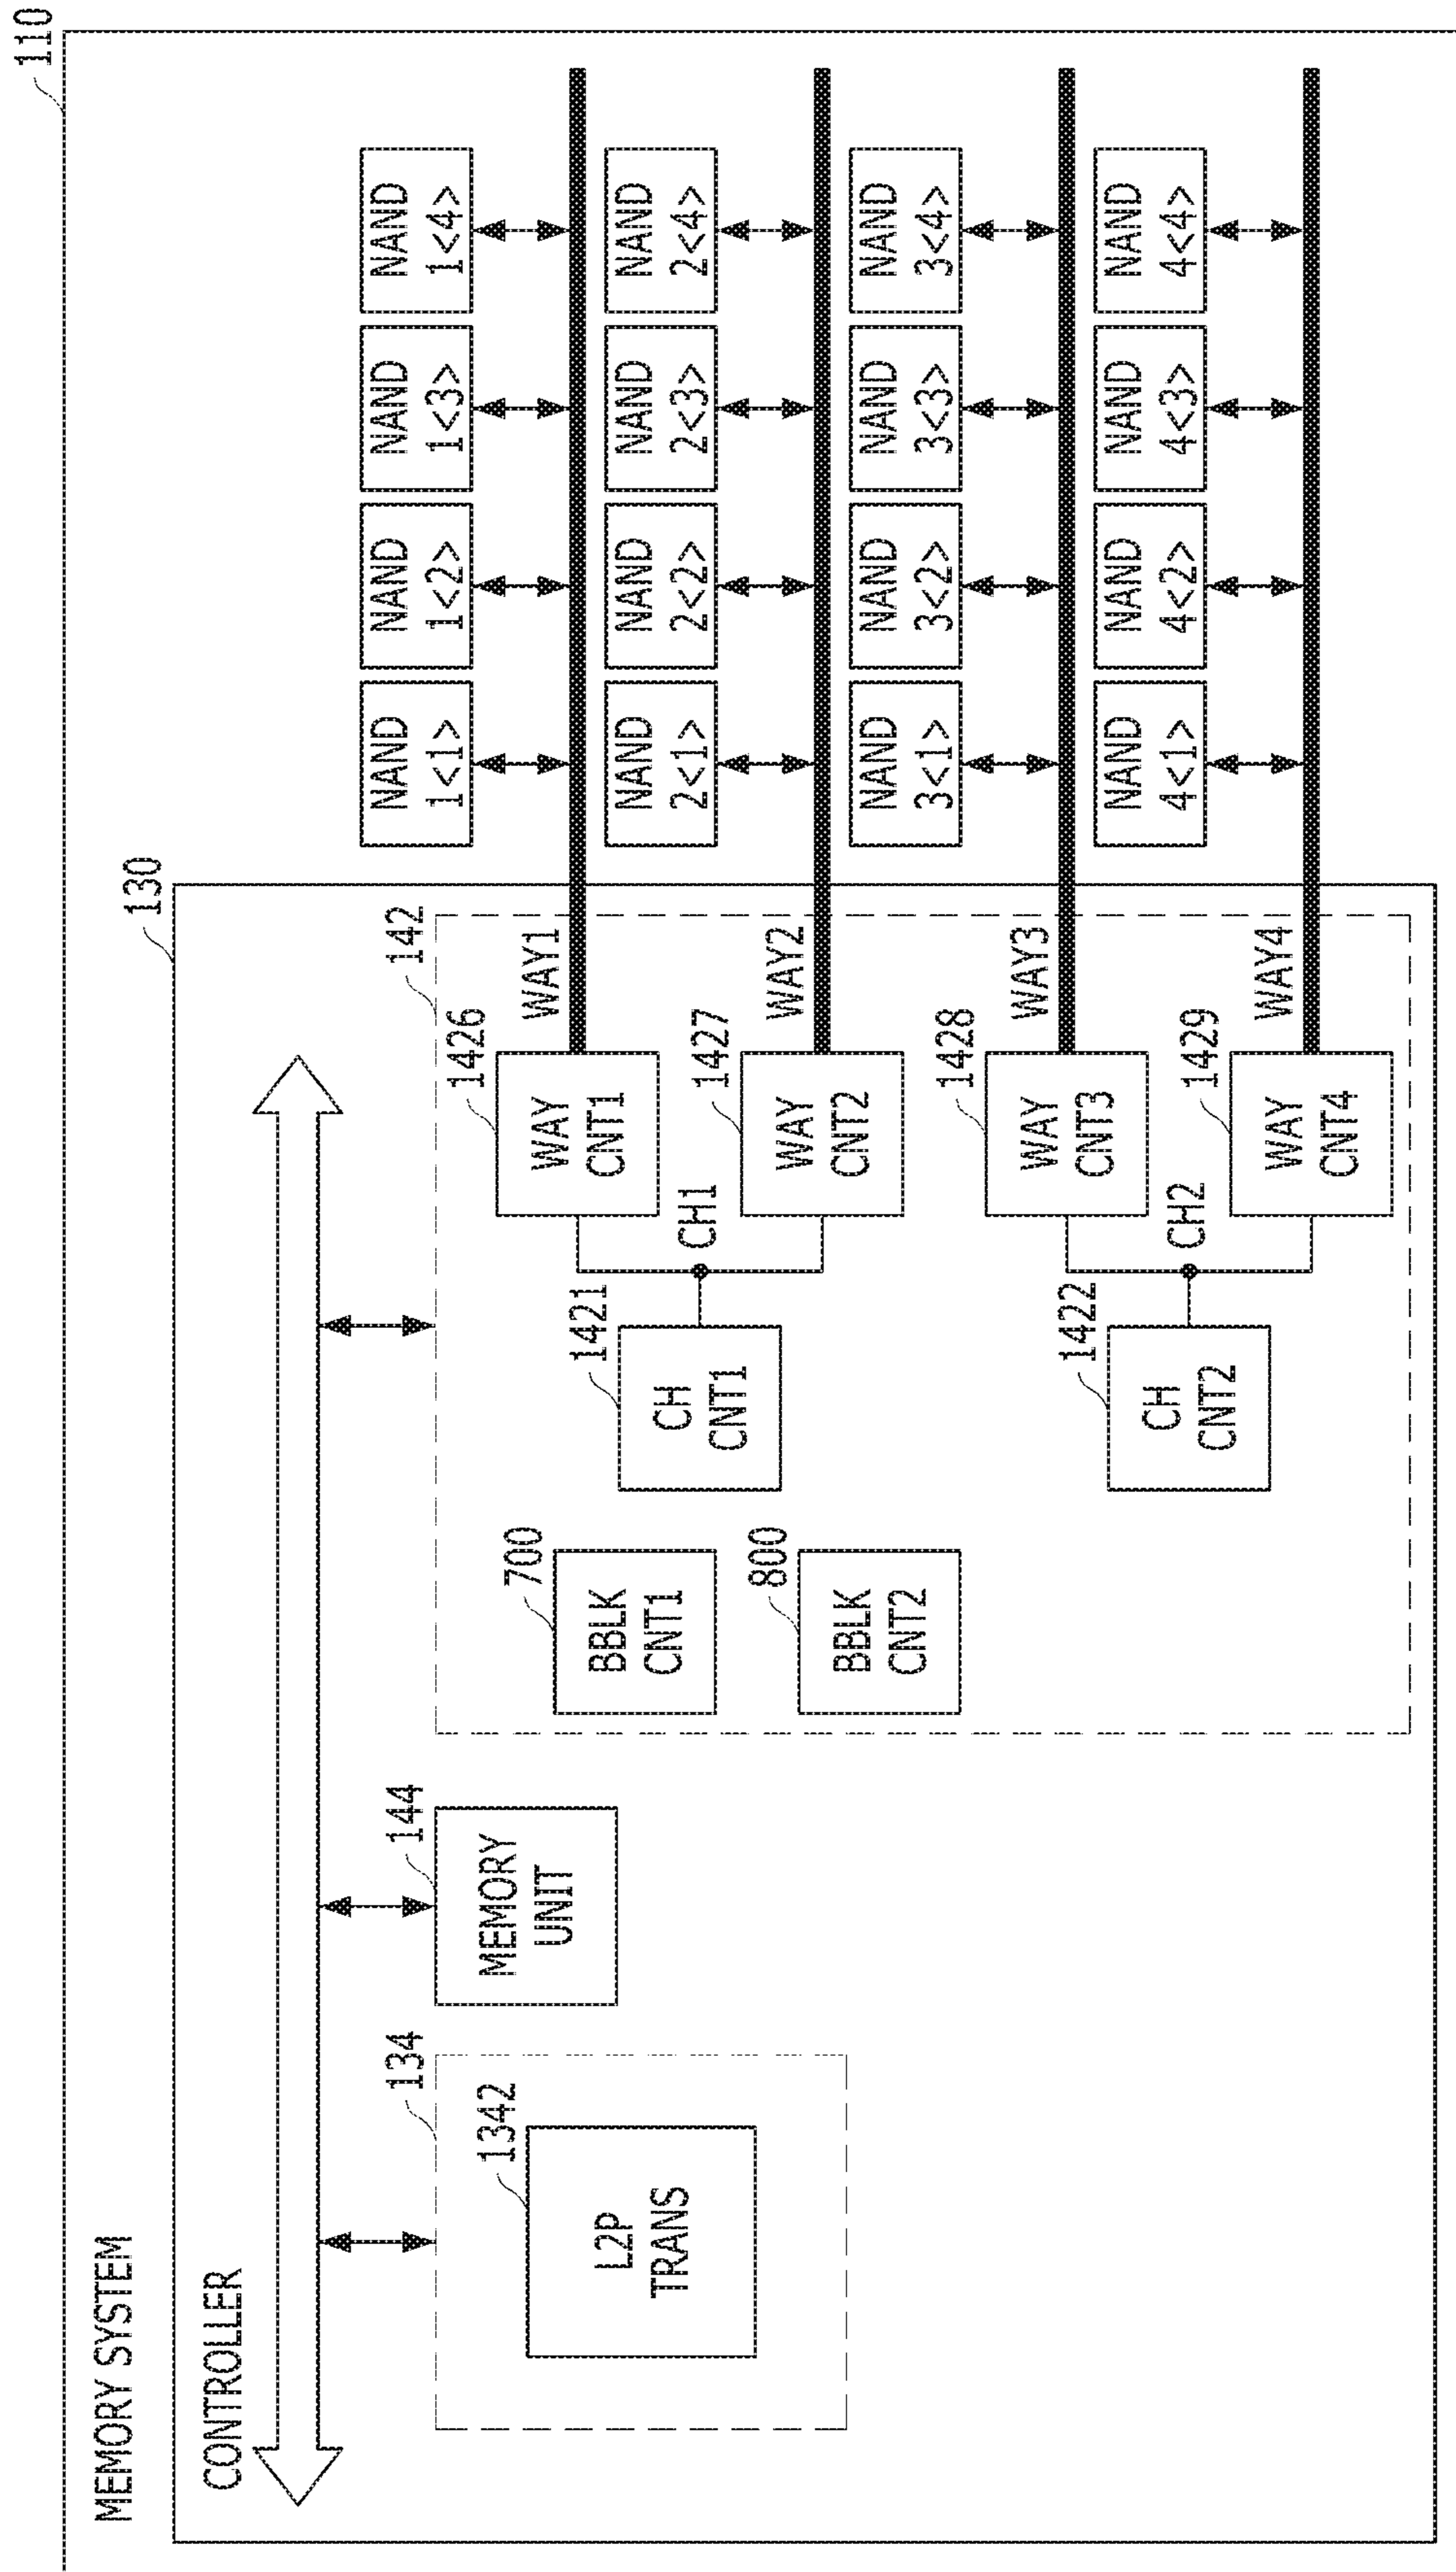 110
MEMORY SYSTEM
130
CONTROLLER
134
1342
L2P
TRANS
144
MEMORY
UNIT
142
700
BBLK
CNT1
800
BBLK
CNT2
1421
CH
CNT1
CH1
1422
CH
CNT2
CH2
1426
WAY
CNT1
WAY1
1427
WAY
CNT2
WAY2
1428
WAY
CNT3
WAY3
1429
WAY
CNT4
WAY4
NAND
1<1>
NAND
1<2>
NAND
1<3>
NAND
1<4>
NAND
2<1>
NAND
2<2>
NAND
2<3>
NAND
2<4>
NAND
3<1>
NAND
3<2>
NAND
3<3>
NAND
3<4>
NAND
4<1>
NAND
4<2>
NAND
4<3>
NAND
4<4>